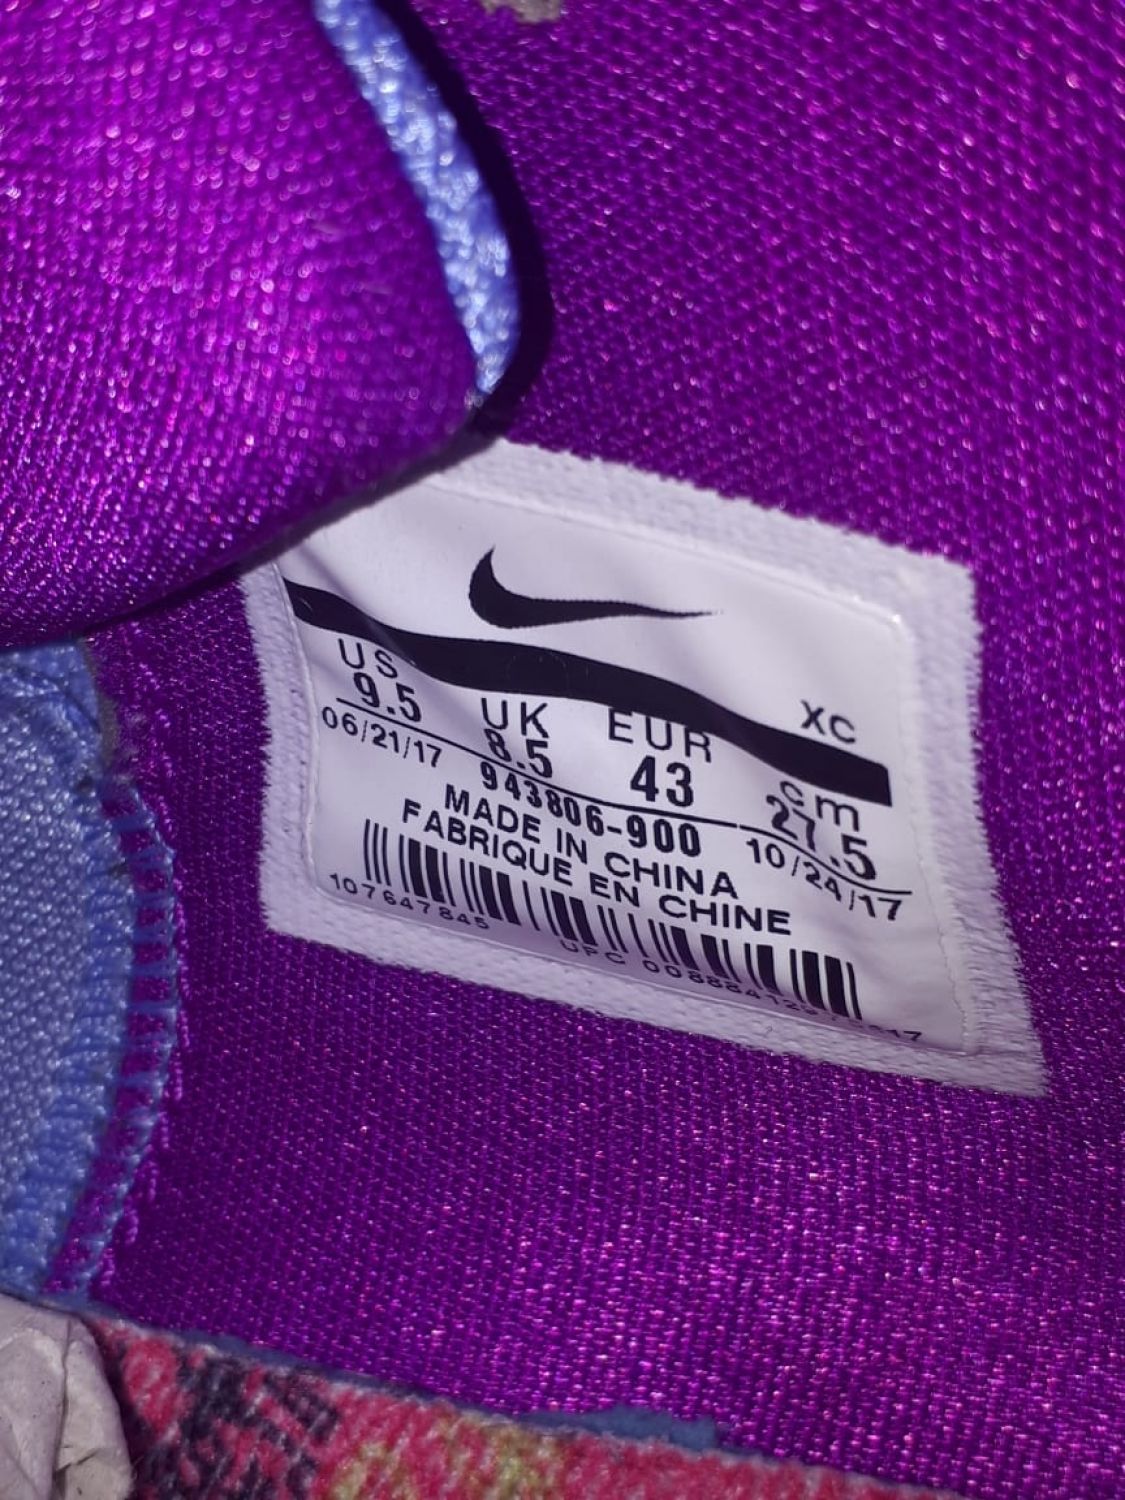 XC
US UK EUR cm
9.5 8.5 43 27.5
06/21/17 943806-900 10/24/17
MADE IN CHINA
FABRIQUE EN CHINE
107647845